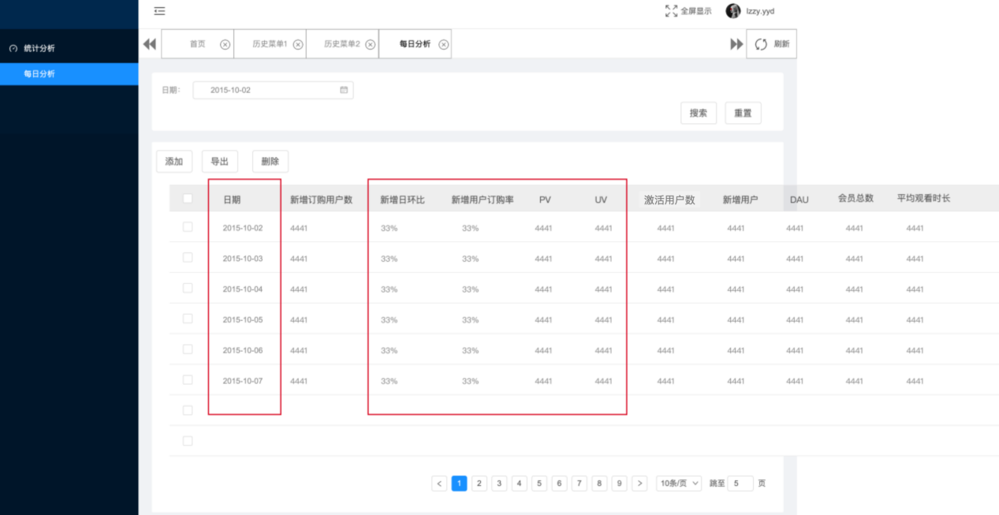 全屏显示 lzzy.yyd
统计分析
每日分析
首页 历史菜单1 历史菜单2 每日分析 刷新
日期: 2015-10-02
搜索 重置
添加 导出 删除
日期 新增订购用户数 新增日环比 新增用户订购率 PV UV 激活用户数 新增用户 DAU 会员总数 平均观看时长
2015-10-02 4441 33% 33% 4441 4441 4441 4441 4441 4441 4441
2015-10-03 4441 33% 33% 4441 4441 4441 4441 4441 4441 4441
2015-10-04 4441 33% 33% 4441 4441 4441 4441 4441 4441 4441
2015-10-05 4441 33% 33% 4441 4441 4441 4441 4441 4441 4441
2015-10-06 4441 33% 33% 4441 4441 4441 4441 4441 4441 4441
2015-10-07 4441 33% 33% 4441 4441 4441 4441 4441 4441 4441
< 1 2 3 4 5 6 7 8 9 > 10条/页 跳至 5 页